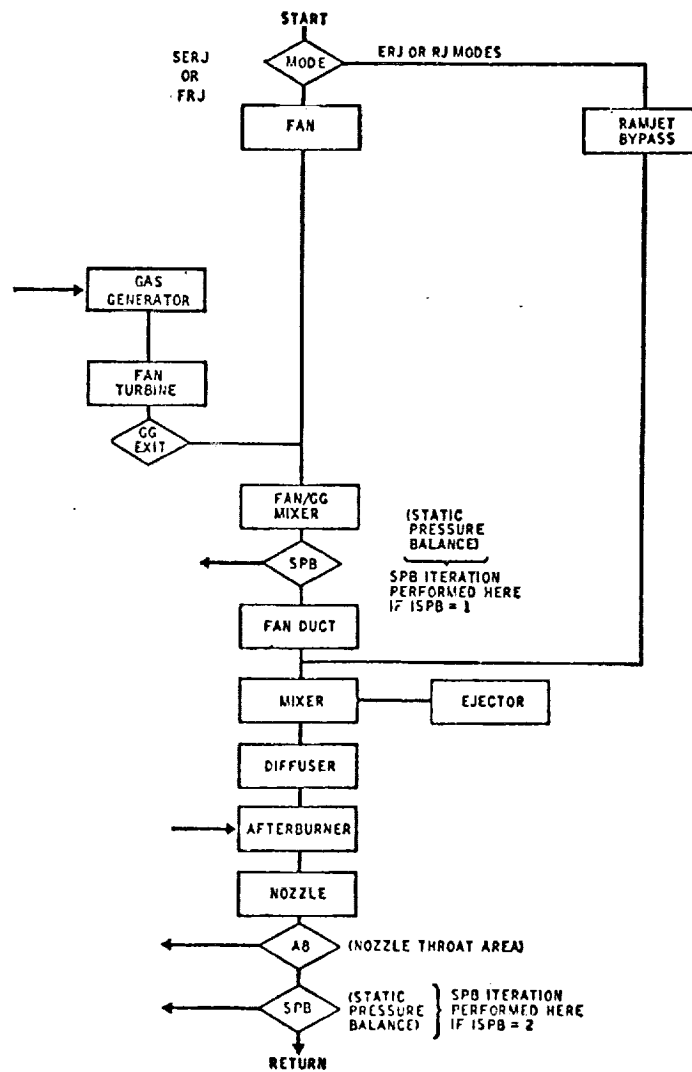 START
SERJ
OR
FRJ
MODE
ERJ OR RJ MODES
FAN
RAMJET
BYPASS
GAS
GENERATOR
FAN
TURBINE
GG
EXIT
FAN/GG
MIXER
(STATIC
PRESSURE
BALANCE)
SPB
SPB ITERATION
PERFORMED HERE
IF ISPB = 1
FAN DUCT
MIXER
EJECTOR
DIFFUSER
AFTERBURNER
NOZZLE
A8
(NOZZLE THROAT AREA)
SPB
(STATIC
PRESSURE
BALANCE)
SPB ITERATION
PERFORMED HERE
IF ISPB = 2
RETURN